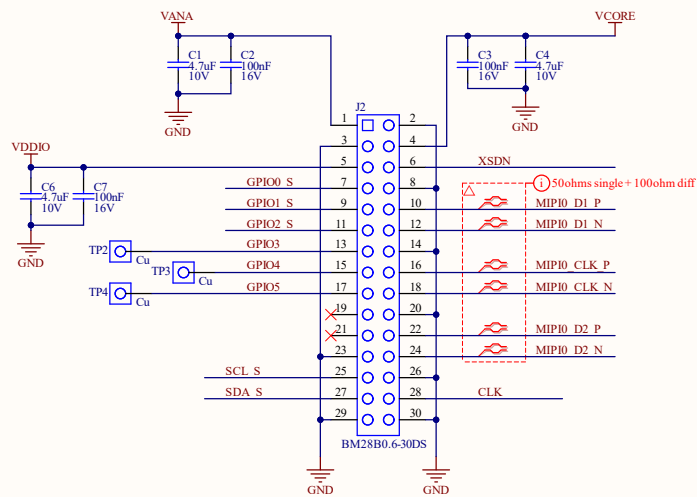 VANA
VCORE
C1
4.7uF
10V
C2
100nF
16V
C3
100nF
16V
C4
4.7uF
10V
GND
GND
J2
VDDIO
C6
4.7uF
10V
C7
100nF
16V
GND
1
2
3
4
5
6
XSDN
GPIO0_S
7
8
i 50ohms single + 100ohm diff
GPIO1_S
9
10
MIPI0_D1_P
GPIO2_S
11
12
MIPI0_D1_N
TP2
Cu
GPIO3
13
14
TP3
Cu
GPIO4
15
16
MIPI0_CLK_P
TP4
Cu
GPIO5
17
18
MIPI0_CLK_N
19
20
21
22
MIPI0_D2_P
23
24
MIPI0_D2_N
SCL_S
25
26
SDA_S
27
28
CLK
29
30
BM28B0.6-30DS
GND
GND